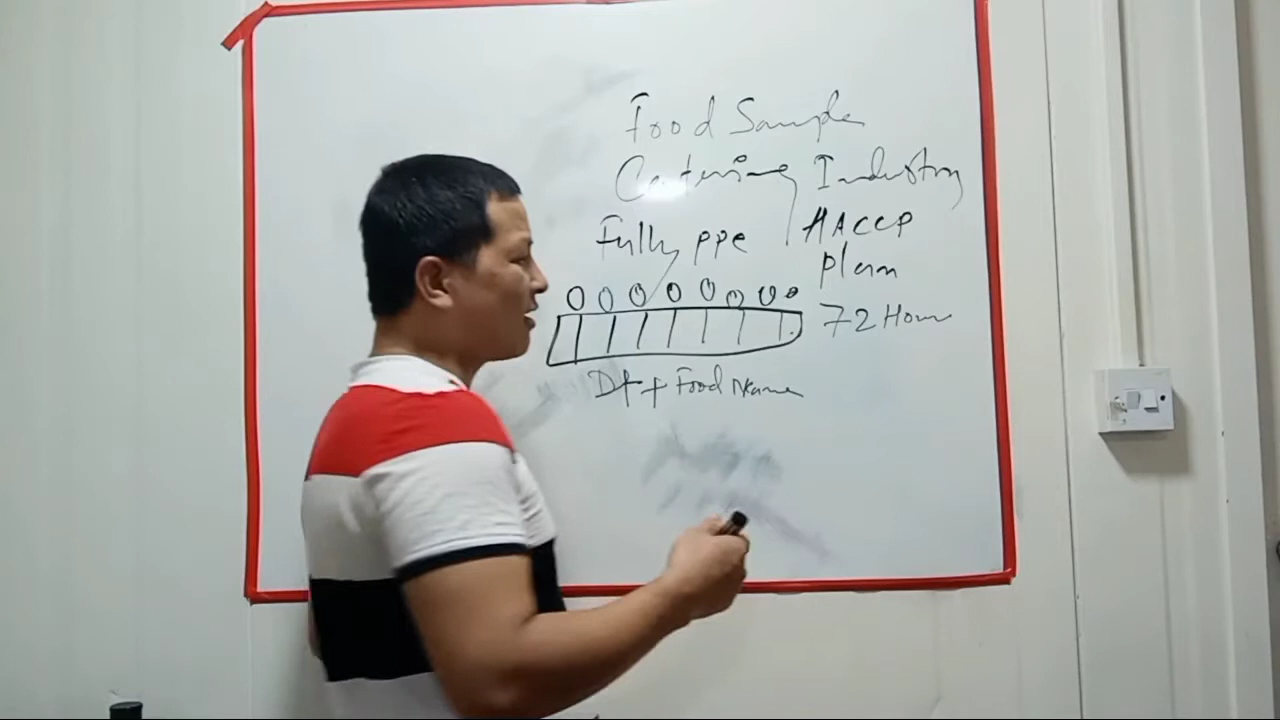 Food Sample
Catering Industry
Fully PPE
HACCP
Plan
72 Hour
Dt + Food Name